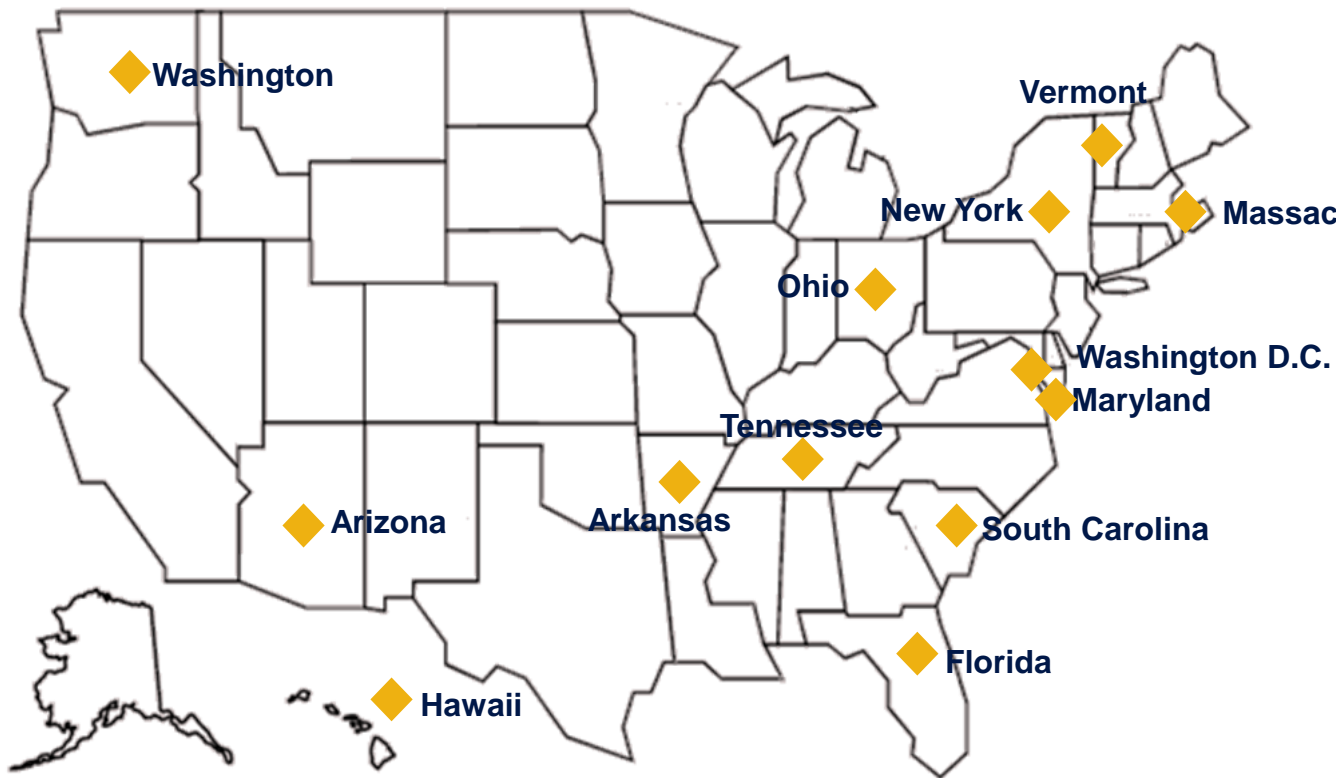 Washington
Vermont
New York
Massac
Ohio
Washington D.C.
Maryland
Tennessee
Arkansas
Arizona
South Carolina
Florida
Hawaii